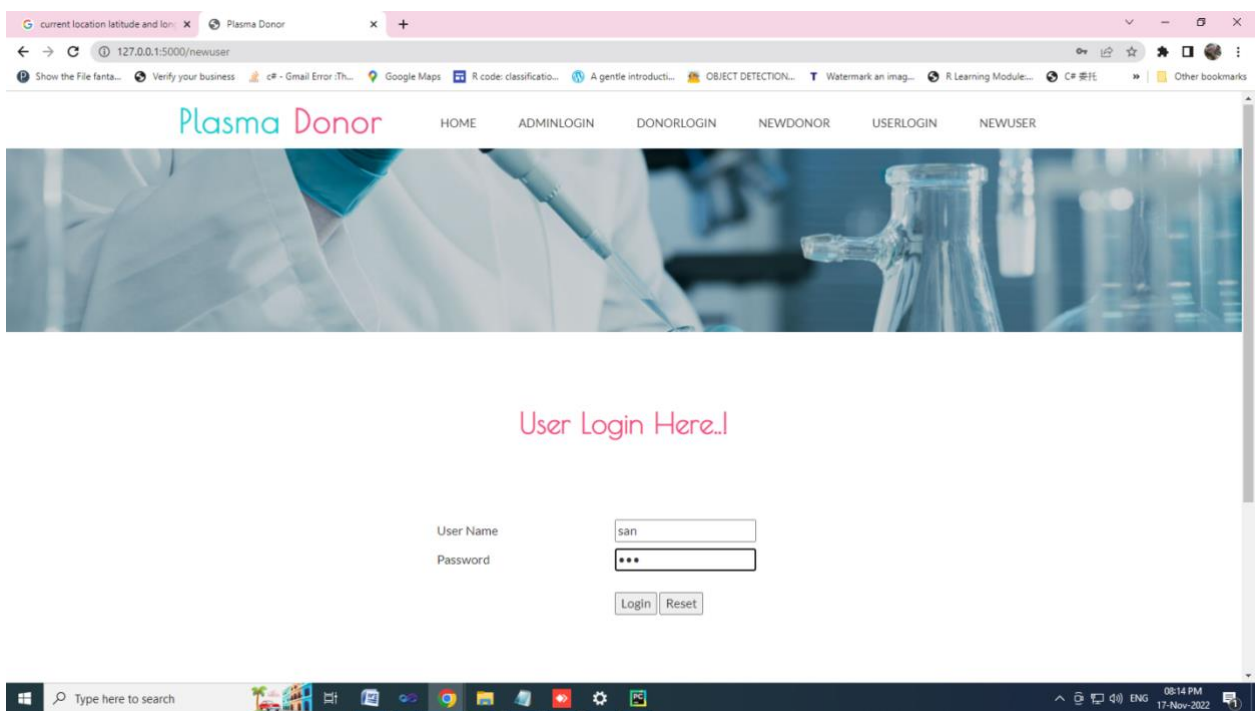 current location latitude and lon
Plasma Donor
127.0.0.1:5000/newuser
Show the File fanta...
Verify your business
c# - Gmail Error :Th...
Google Maps
R code: classificatio...
A gentle introducti...
OBJECT DETECTION...
Watermark an imag...
R Learning Module:...
C# 委托
»
Other bookmarks
Plasma Donor
HOME
ADMINLOGIN
DONORLOGIN
NEWDONOR
USERLOGIN
NEWUSER
User Login Here..!
User Name
san
Password
•••
Login
Reset
Type here to search
ENG
08:14 PM
17-Nov-2022